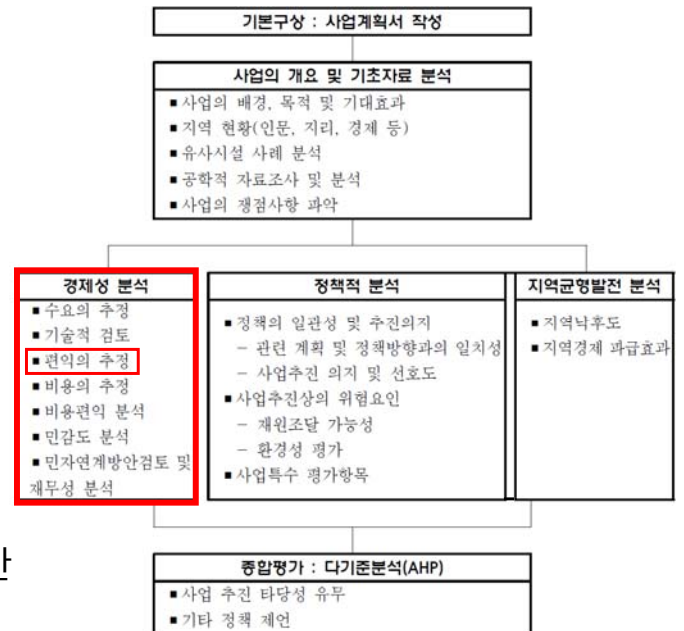 기본구상 : 사업계획서 작성
사업의 개요 및 기초자료 분석
■ 사업의 배경, 목적 및 기대효과
■ 지역 현황(인문, 지리, 경제 등)
■ 유사시설 사례 분석
■ 공학적 자료조사 및 분석
■ 사업의 쟁점사항 파악
경제성 분석
■ 수요의 추정
■ 기술적 검토
■ 편익의 추정
■ 비용의 추정
■ 비용편익 분석
■ 민감도 분석
■ 민자연계방안검토 및
재무성 분석
정책적 분석
■ 정책의 일관성 및 추진의지
– 관련 계획 및 정책방향과의 일치성
– 사업추진 의지 및 선호도
■ 사업추진상의 위험요인
– 재원조달 가능성
– 환경성 평가
■ 사업특수 평가항목
지역균형발전 분석
■ 지역낙후도
■ 지역경제 파급효과
종합평가 : 다기준분석(AHP)
■ 사업 추진 타당성 유무
■ 기타 정책 제언